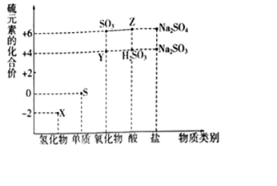 硫元素的化合价
+6
+4
0
-2
SO₃
Z
Na₂SO₄
Y
H₂SO₃
Na₂SO₃
S
X
氢化物 单质 氧化物 酸 盐 物质类别